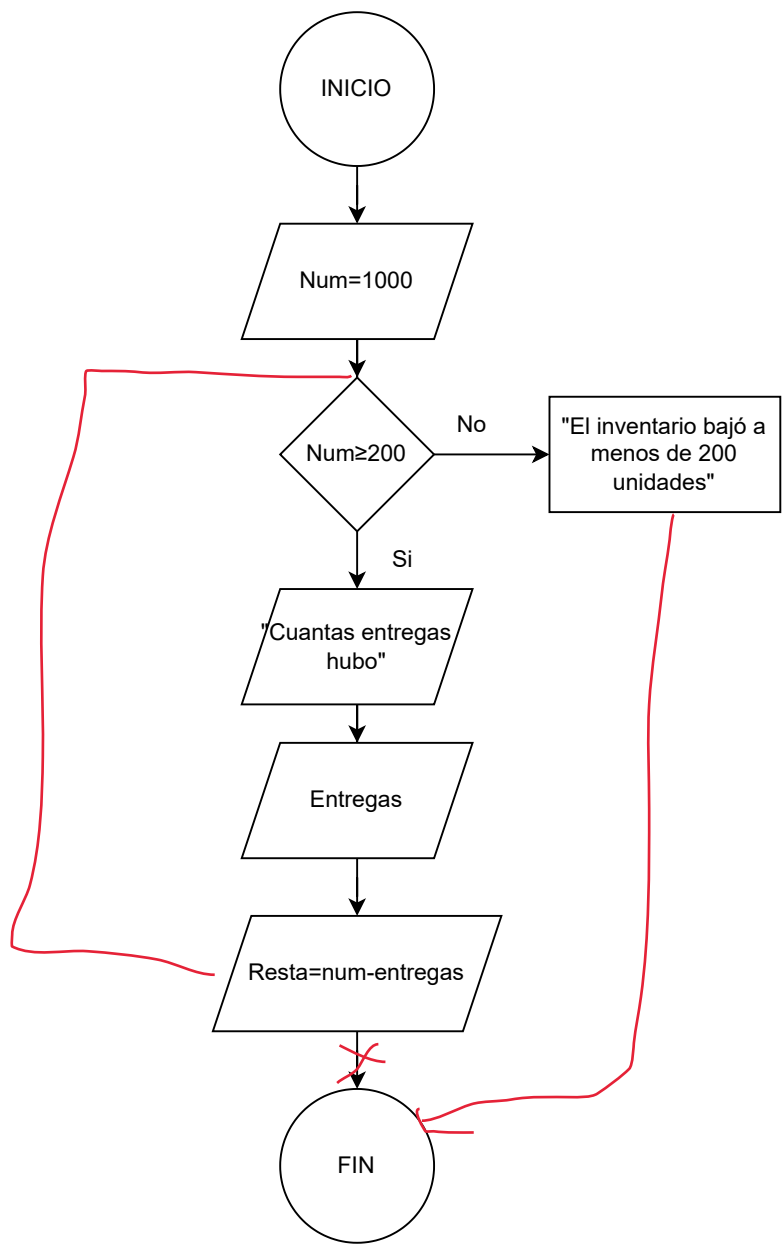 INICIO
Num=1000
Num≥200
No
"El inventario bajó a
menos de 200
unidades"
Si
"Cuantas entregas
hubo"
Entregas
Resta=num-entregas
FIN